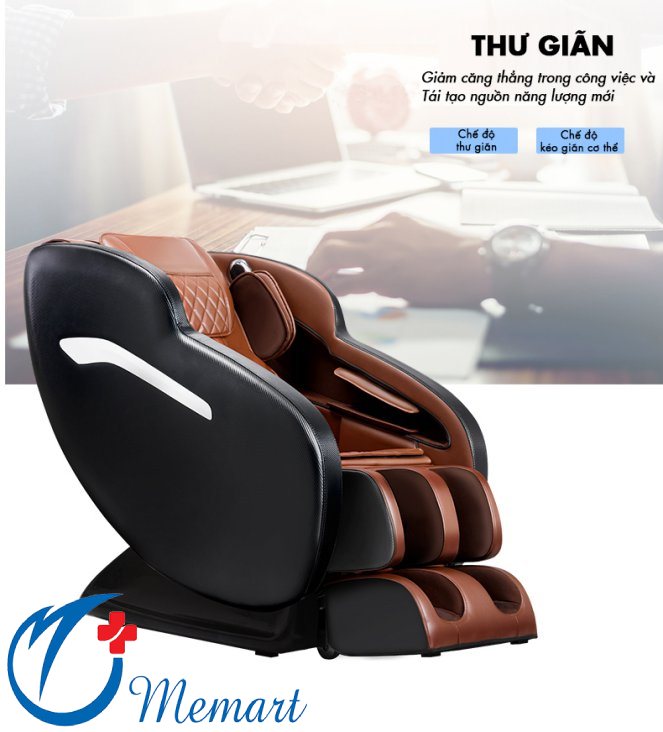 THƯ GIÃN
Giảm căng thẳng trong công việc và
Tái tạo nguồn năng lượng mới
Chế độ
thư giãn
Chế độ
kéo giãn cơ thể
Memart